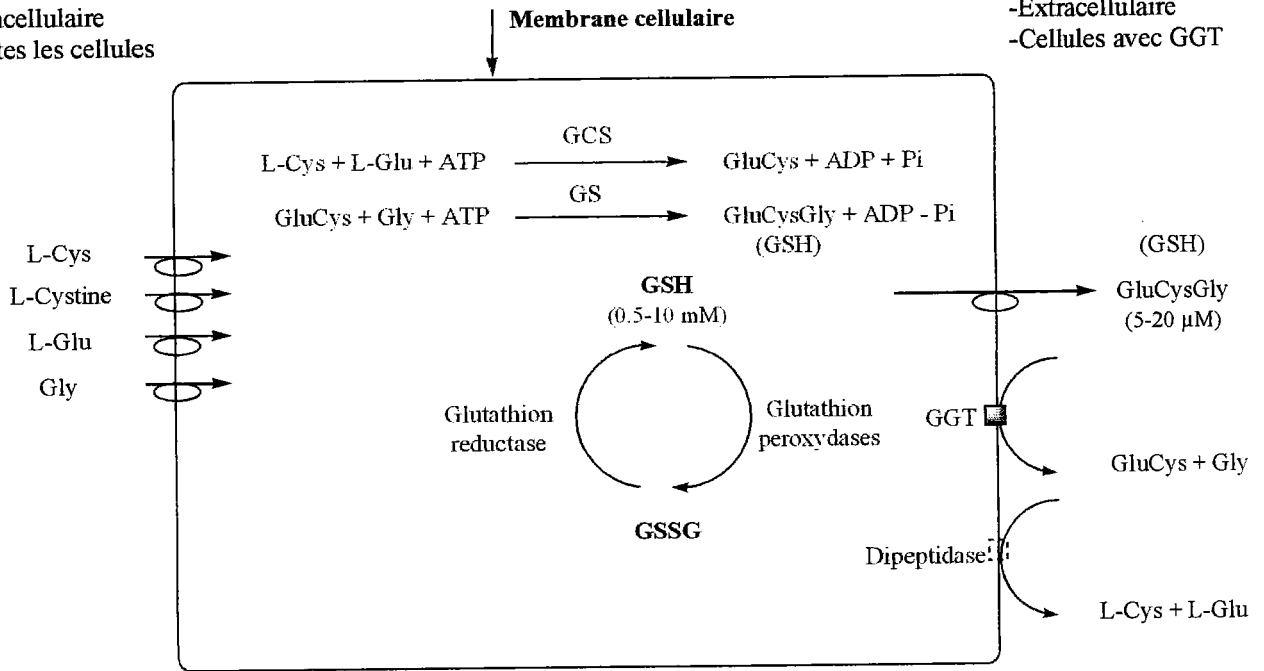 cellulaire
tes les cellules
Membrane cellulaire
-Extracellulaire
-Cellules avec GGT
GCS
L-Cys + L-Glu + ATP
GluCys + ADP + Pi
GS
GluCys + Gly + ATP
GluCysGly + ADP - Pi
(GSH)
L-Cys
L-Cystine
L-Glu
Gly
GSH
(0.5-10 mM)
Glutathion
reductase
Glutathion
peroxydases
GSSG
(GSH)
GluCysGly
(5-20 µM)
GGT
GluCys + Gly
Dipeptidase
L-Cys + L-Glu